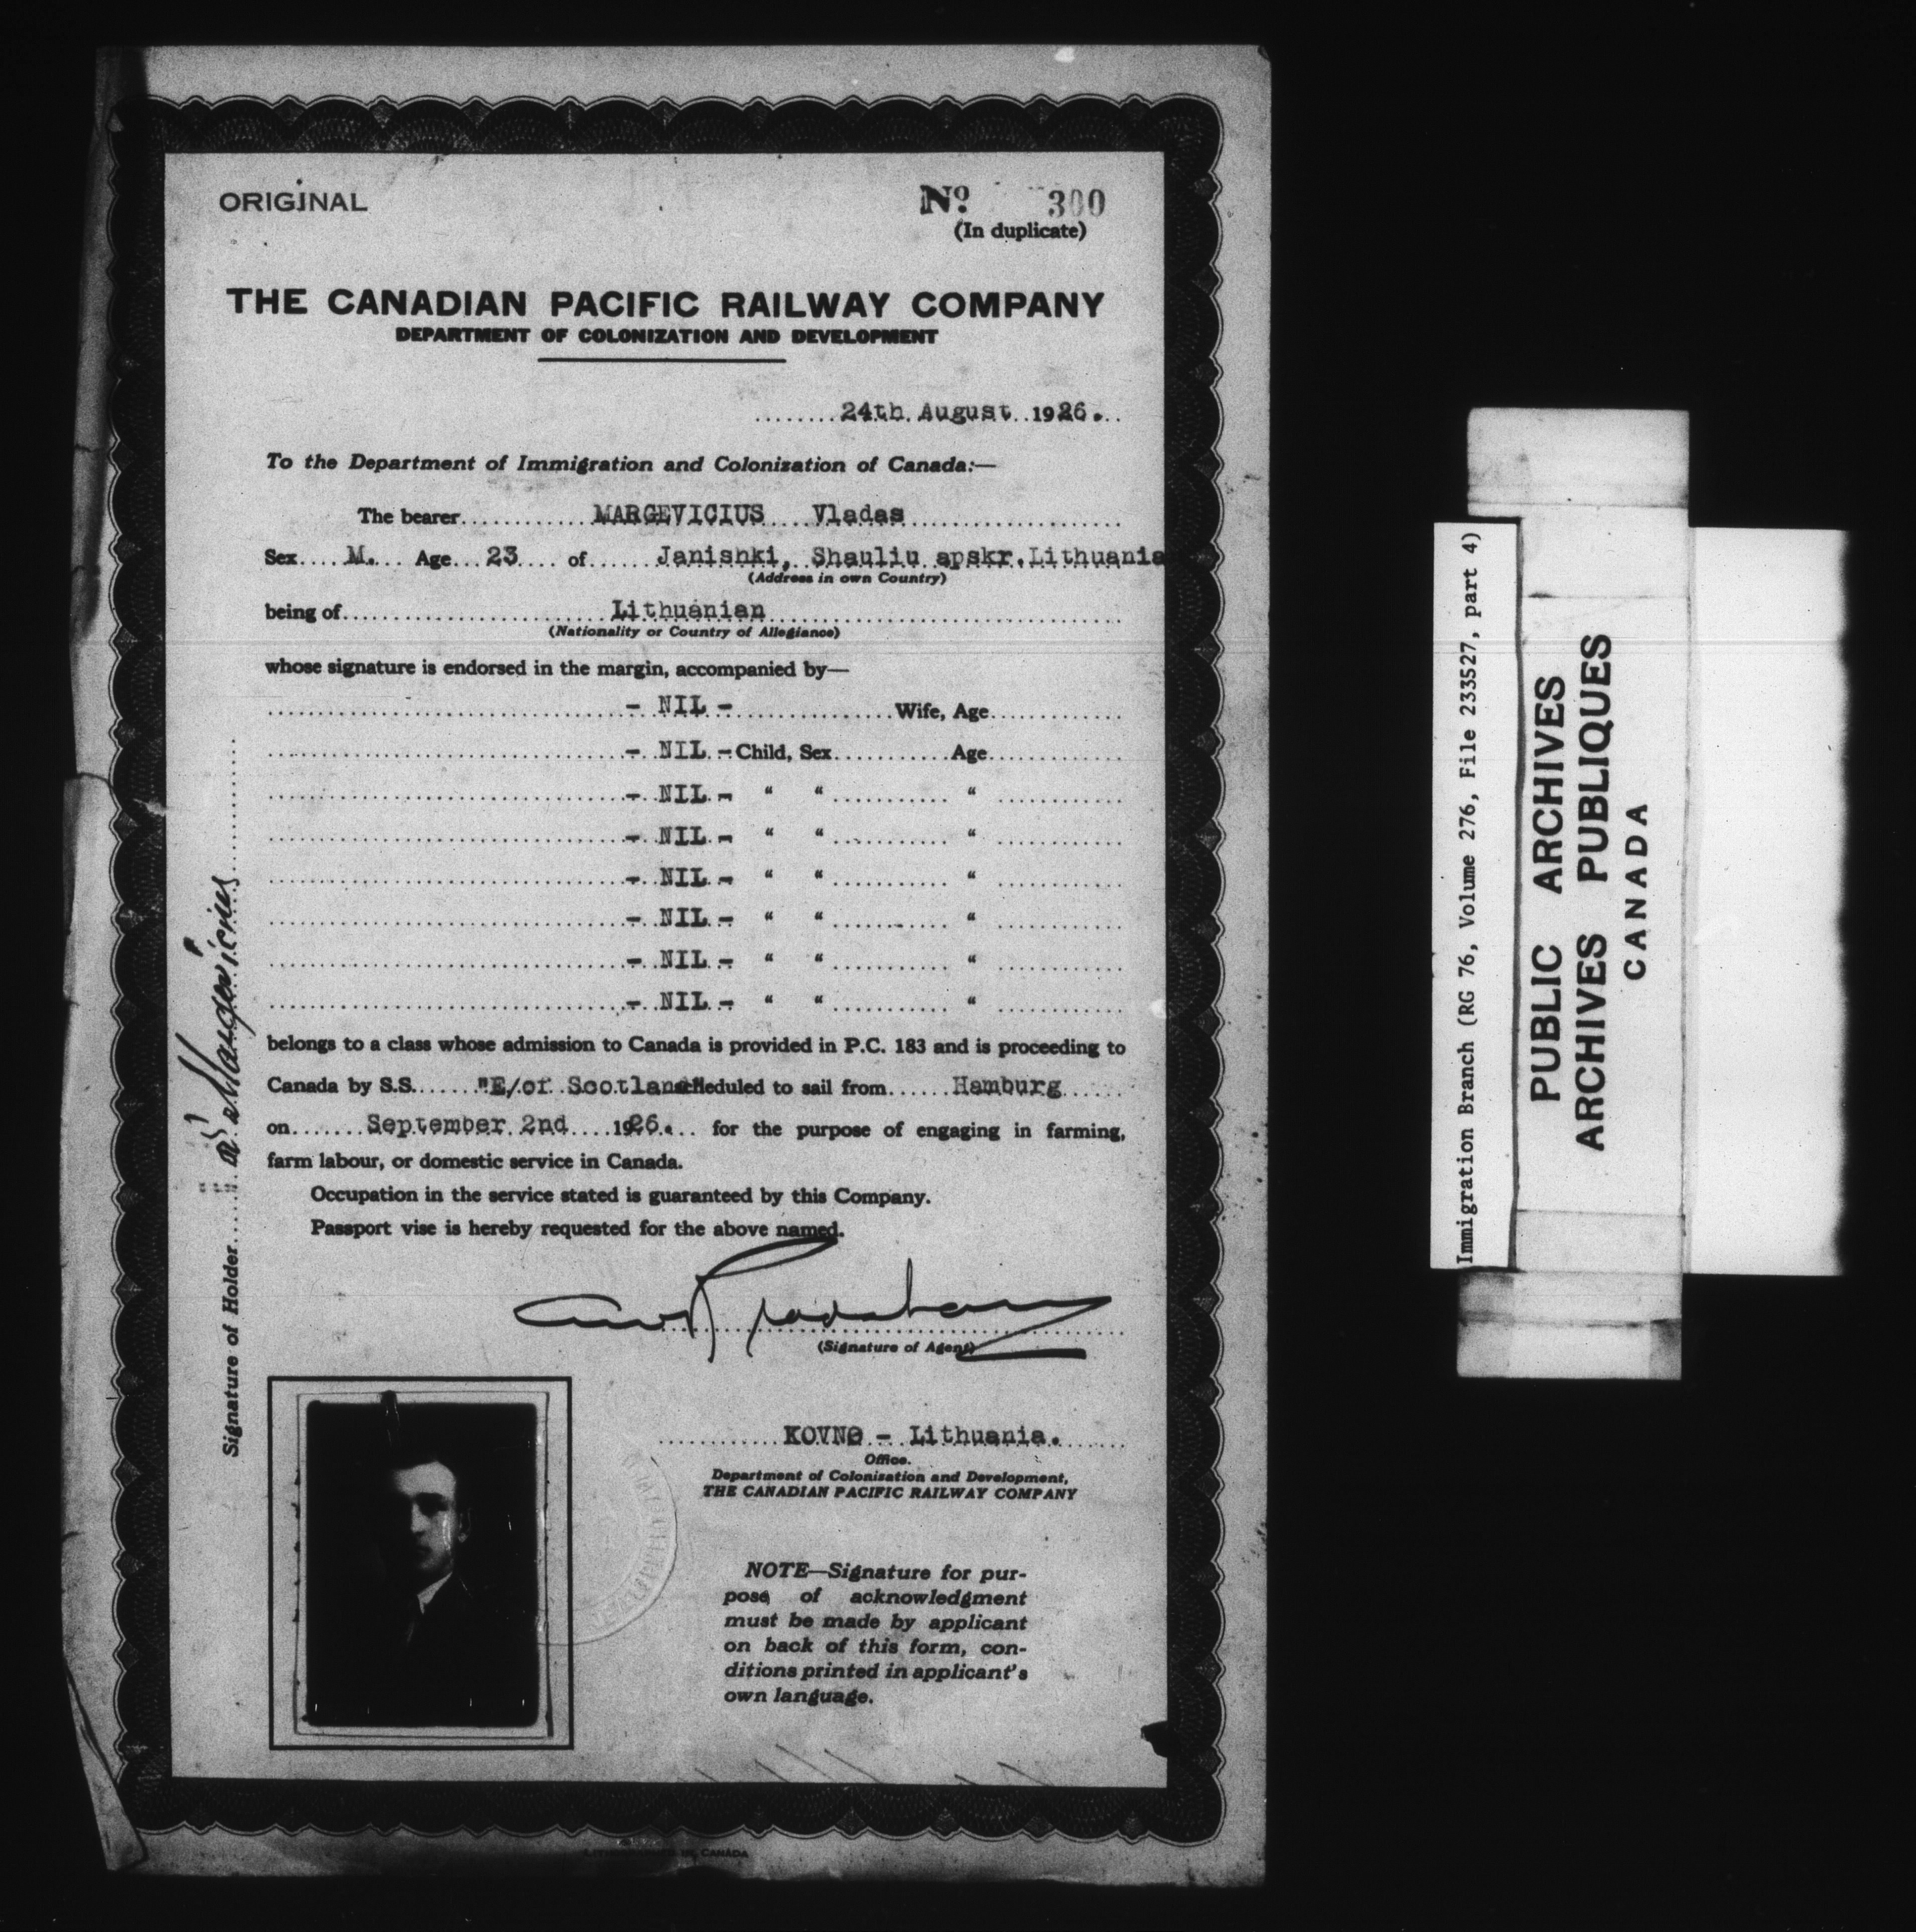 ORIGINAL
Nº 300
(In duplicate)
THE CANADIAN PACIFIC RAILWAY COMPANY
DEPARTMENT OF COLONIZATION AND DEVELOPMENT
24th August 1926.
To the Department of Immigration and Colonization of Canada:—
The bearer MARGEVICIUS Vladas
Sex M. Age 23 of Janishki, Shauliu apskr. Lithuania
(Address in own Country)
being of Lithuanian
(Nationality or Country of Allegiance)
whose signature is endorsed in the margin, accompanied by—
- NIL - Wife, Age
- NIL - Child, Sex Age
- NIL - " " "
- NIL - " " "
- NIL - " " "
- NIL - " " "
- NIL - " " "
- NIL - " " "
belongs to a class whose admission to Canada is provided in P.C. 183 and is proceeding to
Canada by S.S. "E/of Scotland" scheduled to sail from Hamburg
on September 2nd 1926. for the purpose of engaging in farming,
farm labour, or domestic service in Canada.
Occupation in the service stated is guaranteed by this Company.
Passport vise is hereby requested for the above named.
(Signature of Agent)
Signature of Holder Margevicius
KOVNO - Lithuania.
Office.
Department of Colonization and Development,
THE CANADIAN PACIFIC RAILWAY COMPANY
NOTE—Signature for pur-
pose of acknowledgment
must be made by applicant
on back of this form, con-
ditions printed in applicant's
own language.
Immigration Branch (RG 76, Volume 276, File 233527, part 4)
PUBLIC ARCHIVES
ARCHIVES PUBLIQUES
CANADA